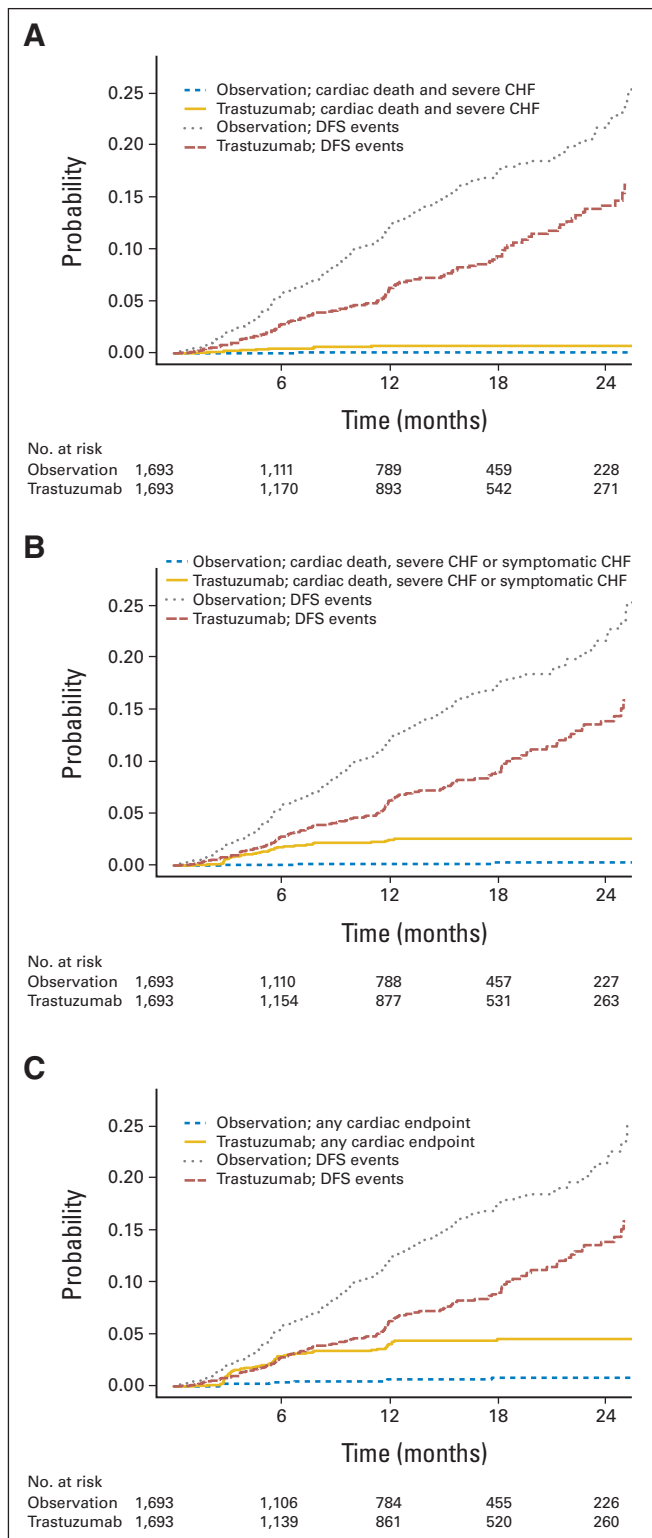 A
Observation; cardiac death and severe CHF
Trastuzumab; cardiac death and severe CHF
Observation; DFS events
Trastuzumab; DFS events
0.25
0.20
0.15
0.10
0.05
0.00
Probability
6 12 18 24
Time (months)
No. at risk
Observation 1,693 1,111 789 459 228
Trastuzumab 1,693 1,170 893 542 271
B
Observation; cardiac death, severe CHF or symptomatic CHF
Trastuzumab; cardiac death, severe CHF or symptomatic CHF
Observation; DFS events
Trastuzumab; DFS events
0.25
0.20
0.15
0.10
0.05
0.00
Probability
6 12 18 24
Time (months)
No. at risk
Observation 1,693 1,110 788 457 227
Trastuzumab 1,693 1,154 877 531 263
C
Observation; any cardiac endpoint
Trastuzumab; any cardiac endpoint
Observation; DFS events
Trastuzumab; DFS events
0.25
0.20
0.15
0.10
0.05
0.00
Probability
6 12 18 24
Time (months)
No. at risk
Observation 1,693 1,106 784 455 226
Trastuzumab 1,693 1,139 861 520 260